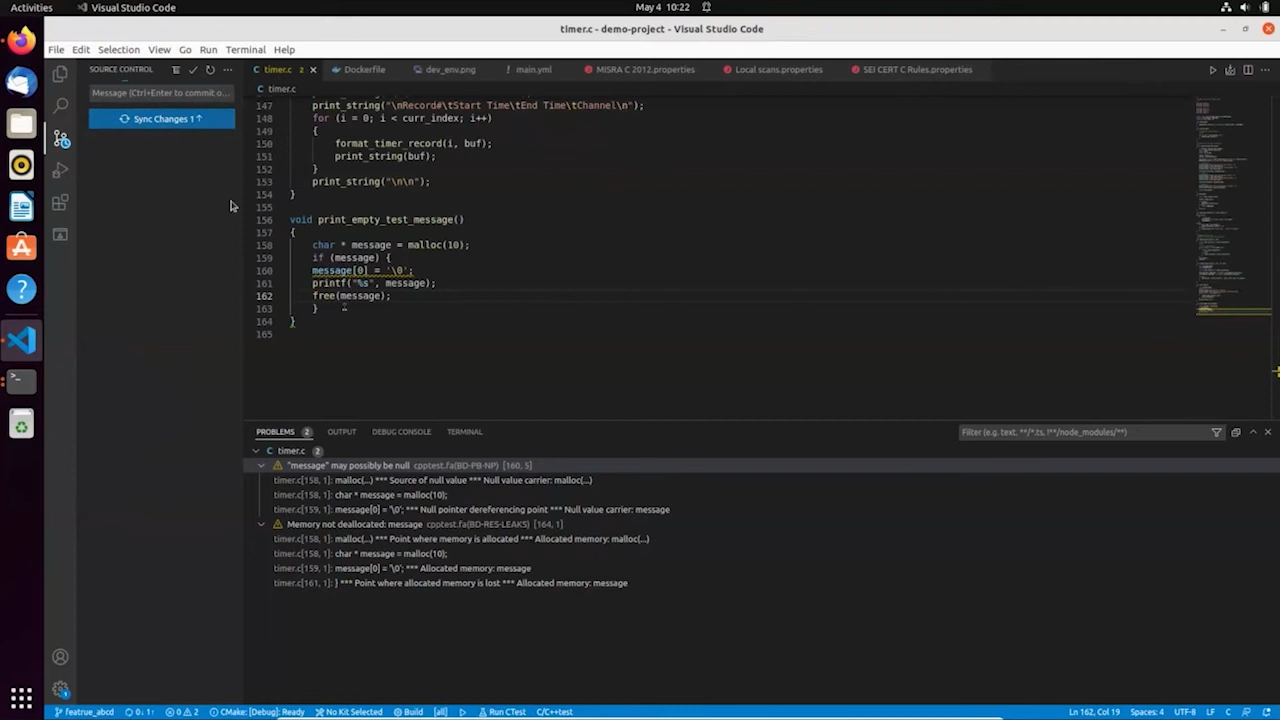 Activities
Visual Studio Code
May 4 10:22
timer.c - demo-project - Visual Studio Code
File Edit Selection View Go Run Terminal Help
SOURCE CONTROL
timer.c 2
Dockerfile
dev_env.png
main.yml
MISRA C 2012.properties
Local scans.properties
SEI CERT C Rules.properties
Message (Ctrl+Enter to commit o...
Sync Changes 1↑
timer.c
147 print_string("\nRecord#\tStart Time\tEnd Time\tChannel\n");
148 for (i = 0; i < curr_index; i++)
149 {
150 format_timer_record(i, buf);
151 print_string(buf);
152 }
153 print_string("\n\n");
154 }
155
156 void print_empty_test_message()
157 {
158 char * message = malloc(10);
159 if (message) {
160 message[0] = '\0';
161 printf("%s", message);
162 free(message);
163 }
164 }
165
PROBLEMS 2 OUTPUT DEBUG CONSOLE TERMINAL
Filter (e.g. text, **/*.ts, !**/node_modules/**)
timer.c 2
"message" may possibly be null cpptest.fa(BD-PB-NP) [160, 5]
timer.c[158, 1]: malloc(...) *** Source of null value *** Null value carrier: malloc(...)
timer.c[158, 1]: char * message = malloc(10);
timer.c[159, 1]: message[0] = '\0'; *** Null pointer dereferencing point *** Null value carrier: message
Memory not deallocated: message cpptest.fa(BD-RES-LEAKS) [164, 1]
timer.c[158, 1]: malloc(...) *** Point where memory is allocated *** Allocated memory: malloc(...)
timer.c[158, 1]: char * message = malloc(10);
timer.c[159, 1]: message[0] = '\0'; *** Allocated memory: message
timer.c[161, 1]: } *** Point where allocated memory is lost *** Allocated memory: message
featrue_abcd 0↓ 1↑ 0 2 CMake: [Debug]: Ready No Kit Selected Build [all] Run CTest C/C++test Ln 162, Col 19 Spaces: 4 UTF-8 LF C